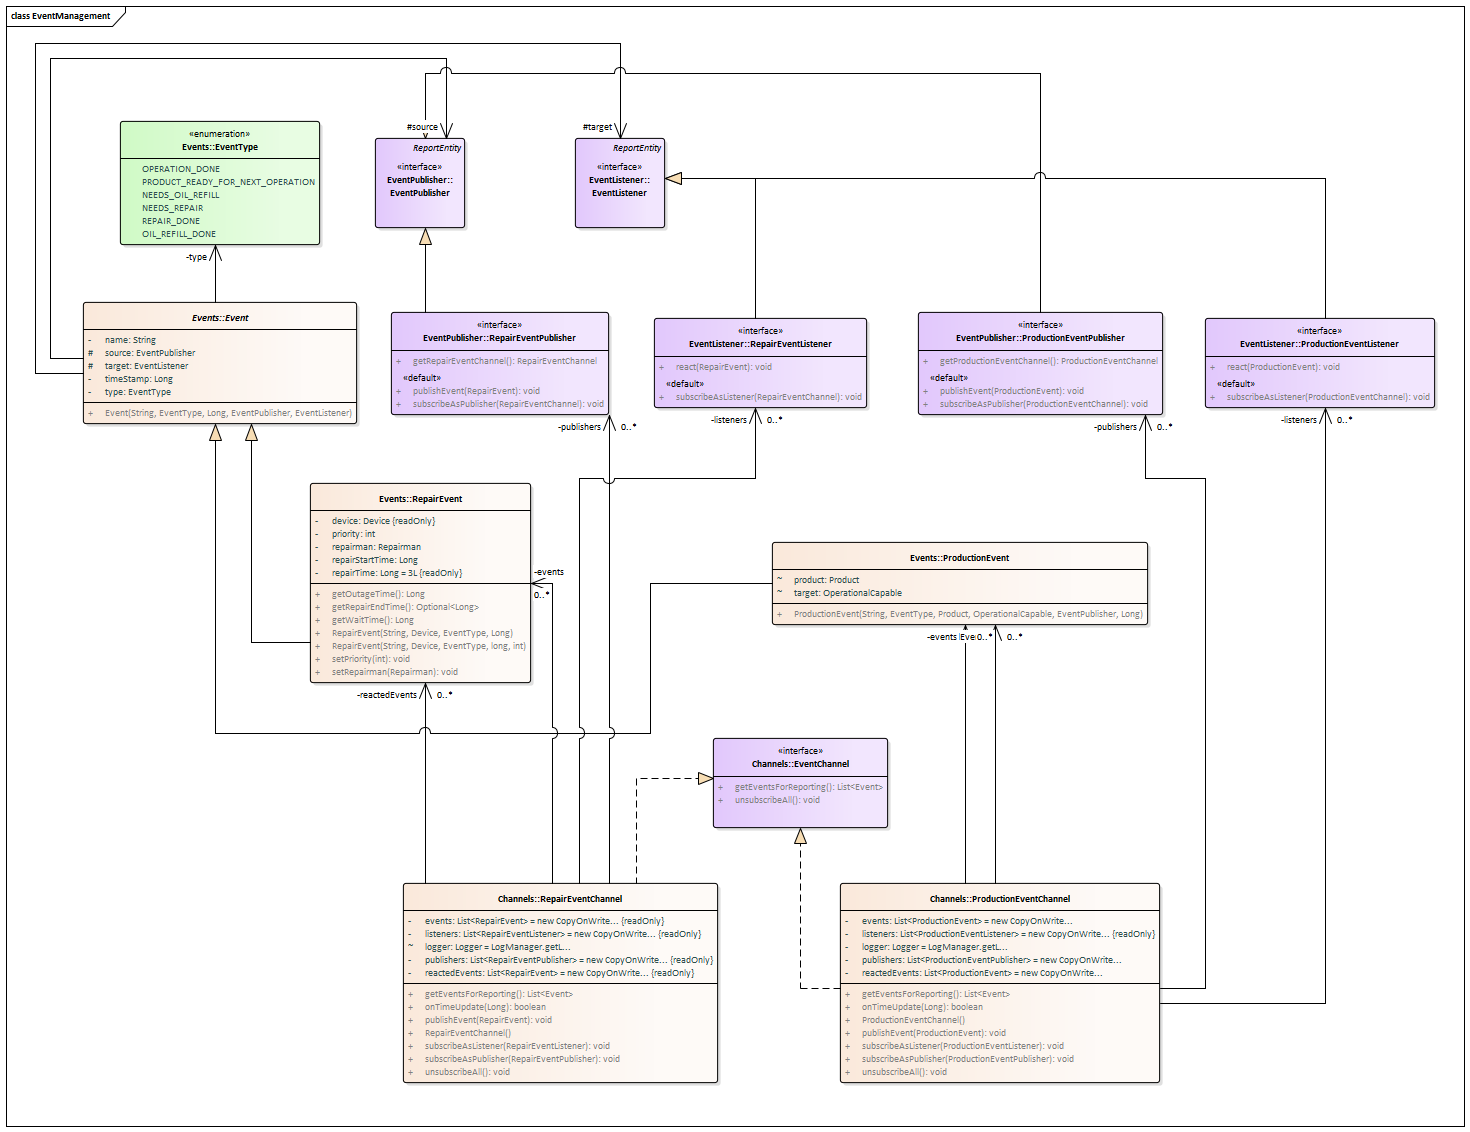 class EventManagement
#source
#target
«enumeration»
Events::EventType
OPERATION_DONE
PRODUCT_READY_FOR_NEXT_OPERATION
NEEDS_OIL_REFILL
NEEDS_REPAIR
REPAIR_DONE
OIL_REFILL_DONE
ReportEntity
«interface»
EventPublisher::
EventPublisher
ReportEntity
«interface»
EventListener::
EventListener
-type
Events::Event
- name: String
# source: EventPublisher
# target: EventListener
- timeStamp: Long
- type: EventType
+ Event(String, EventType, Long, EventPublisher, EventListener)
«interface»
EventPublisher::RepairEventPublisher
+ getRepairEventChannel(): RepairEventChannel
«default»
+ publishEvent(RepairEvent): void
+ subscribeAsPublisher(RepairEventChannel): void
«interface»
EventListener::RepairEventListener
+ react(RepairEvent): void
«default»
+ subscribeAsListener(RepairEventChannel): void
«interface»
EventPublisher::ProductionEventPublisher
+ getProductionEventChannel(): ProductionEventChannel
«default»
+ publishEvent(ProductionEvent): void
+ subscribeAsPublisher(ProductionEventChannel): void
«interface»
EventListener::ProductionEventListener
+ react(ProductionEvent): void
«default»
+ subscribeAsListener(ProductionEventChannel): void
-publishers 0..*
-listeners 0..*
-publishers 0..*
-listeners 0..*
Events::RepairEvent
- device: Device {readOnly}
- priority: int
- repairman: Repairman
- repairStartTime: Long
- repairTime: Long = 3L {readOnly}
+ getOutageTime(): Long
+ getRepairEndTime(): Optional<Long>
+ getWaitTime(): Long
+ RepairEvent(String, Device, EventType, Long)
+ RepairEvent(String, Device, EventType, long, int)
+ setPriority(int): void
+ setRepairman(Repairman): void
-events
0..*
Events::ProductionEvent
~ product: Product
~ target: OperationalCapable
+ ProductionEvent(String, EventType, Product, OperationalCapable, EventPublisher, Long)
-events 0..* 0..*
-reactedEvents 0..*
«interface»
Channels::EventChannel
+ getEventsForReporting(): List<Event>
+ unsubscribeAll(): void
Channels::RepairEventChannel
- events: List<RepairEvent> = new CopyOnWrite... {readOnly}
- listeners: List<RepairEventListener> = new CopyOnWrite... {readOnly}
~ logger: Logger = LogManager.getL...
- publishers: List<RepairEventPublisher> = new CopyOnWrite... {readOnly}
- reactedEvents: List<RepairEvent> = new CopyOnWrite... {readOnly}
+ getEventsForReporting(): List<Event>
+ onTimeUpdate(Long): boolean
+ publishEvent(RepairEvent): void
+ RepairEventChannel()
+ subscribeAsListener(RepairEventListener): void
+ subscribeAsPublisher(RepairEventPublisher): void
+ unsubscribeAll(): void
Channels::ProductionEventChannel
- events: List<ProductionEvent> = new CopyOnWrite...
- listeners: List<ProductionEventListener> = new CopyOnWrite... {readOnly}
- logger: Logger = LogManager.getL...
- publishers: List<ProductionEventPublisher> = new CopyOnWrite...
- reactedEvents: List<ProductionEvent> = new CopyOnWrite...
+ getEventsForReporting(): List<Event>
+ onTimeUpdate(Long): boolean
+ ProductionEventChannel()
+ publishEvent(ProductionEvent): void
+ subscribeAsListener(ProductionEventListener): void
+ subscribeAsPublisher(ProductionEventPublisher): void
+ unsubscribeAll(): void